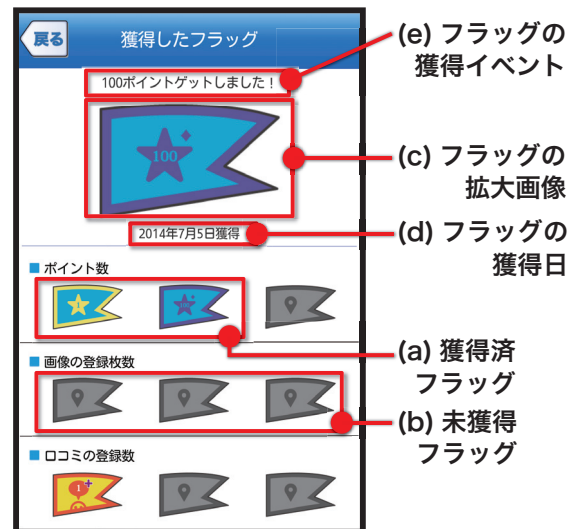 戻る
獲得したフラッグ
100ポイントゲットしました！
100
2014年7月5日獲得
ポイント数
1
100
画像の登録枚数
口コミの登録数
1
(e) フラッグの
獲得イベント
(c) フラッグの
拡大画像
(d) フラッグの
獲得日
(a) 獲得済
フラッグ
(b) 未獲得
フラッグ